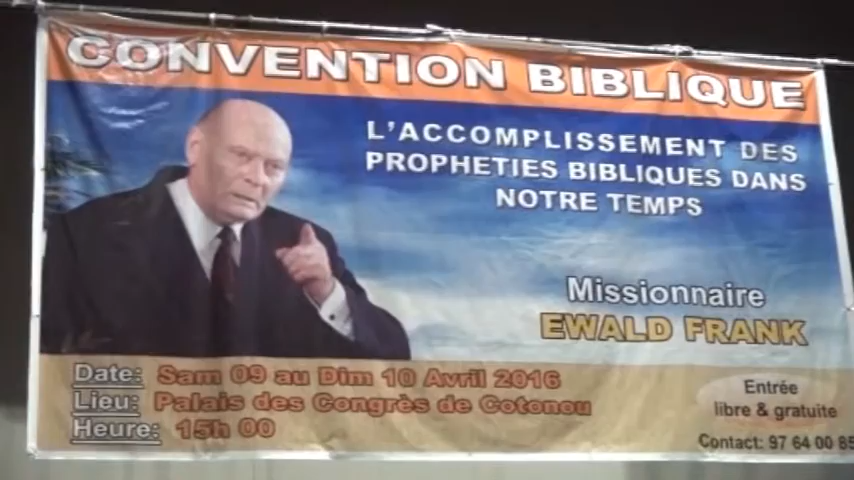 CONVENTION BIBLIQUE
L'ACCOMPLISSEMENT DES
PROPHETIES BIBLIQUES DANS
NOTRE TEMPS
Missionnaire
EWALD FRANK
Date: Sam 09 au Dim 10 Avril 2016
Lieu: Palais des Congrès de Cotonou
Heure: 15h 00
Entrée
libre & gratuite
Contact: 97 64 00 85